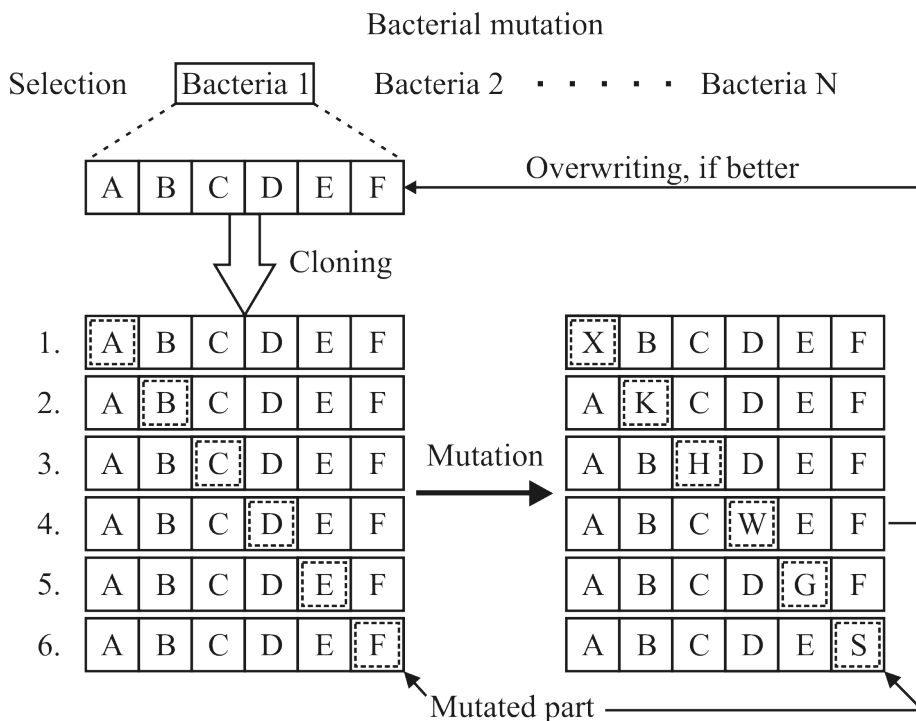 Bacterial mutation
Selection Bacteria 1 Bacteria 2 · · · · · Bacteria N
A B C D E F
Overwriting, if better
Cloning
1. A B C D E F X B C D E F
2. A B C D E F A K C D E F
3. A B C D E F A B H D E F
Mutation
4. A B C D E F A B C W E F
5. A B C D E F A B C D G F
6. A B C D E F A B C D E S
Mutated part